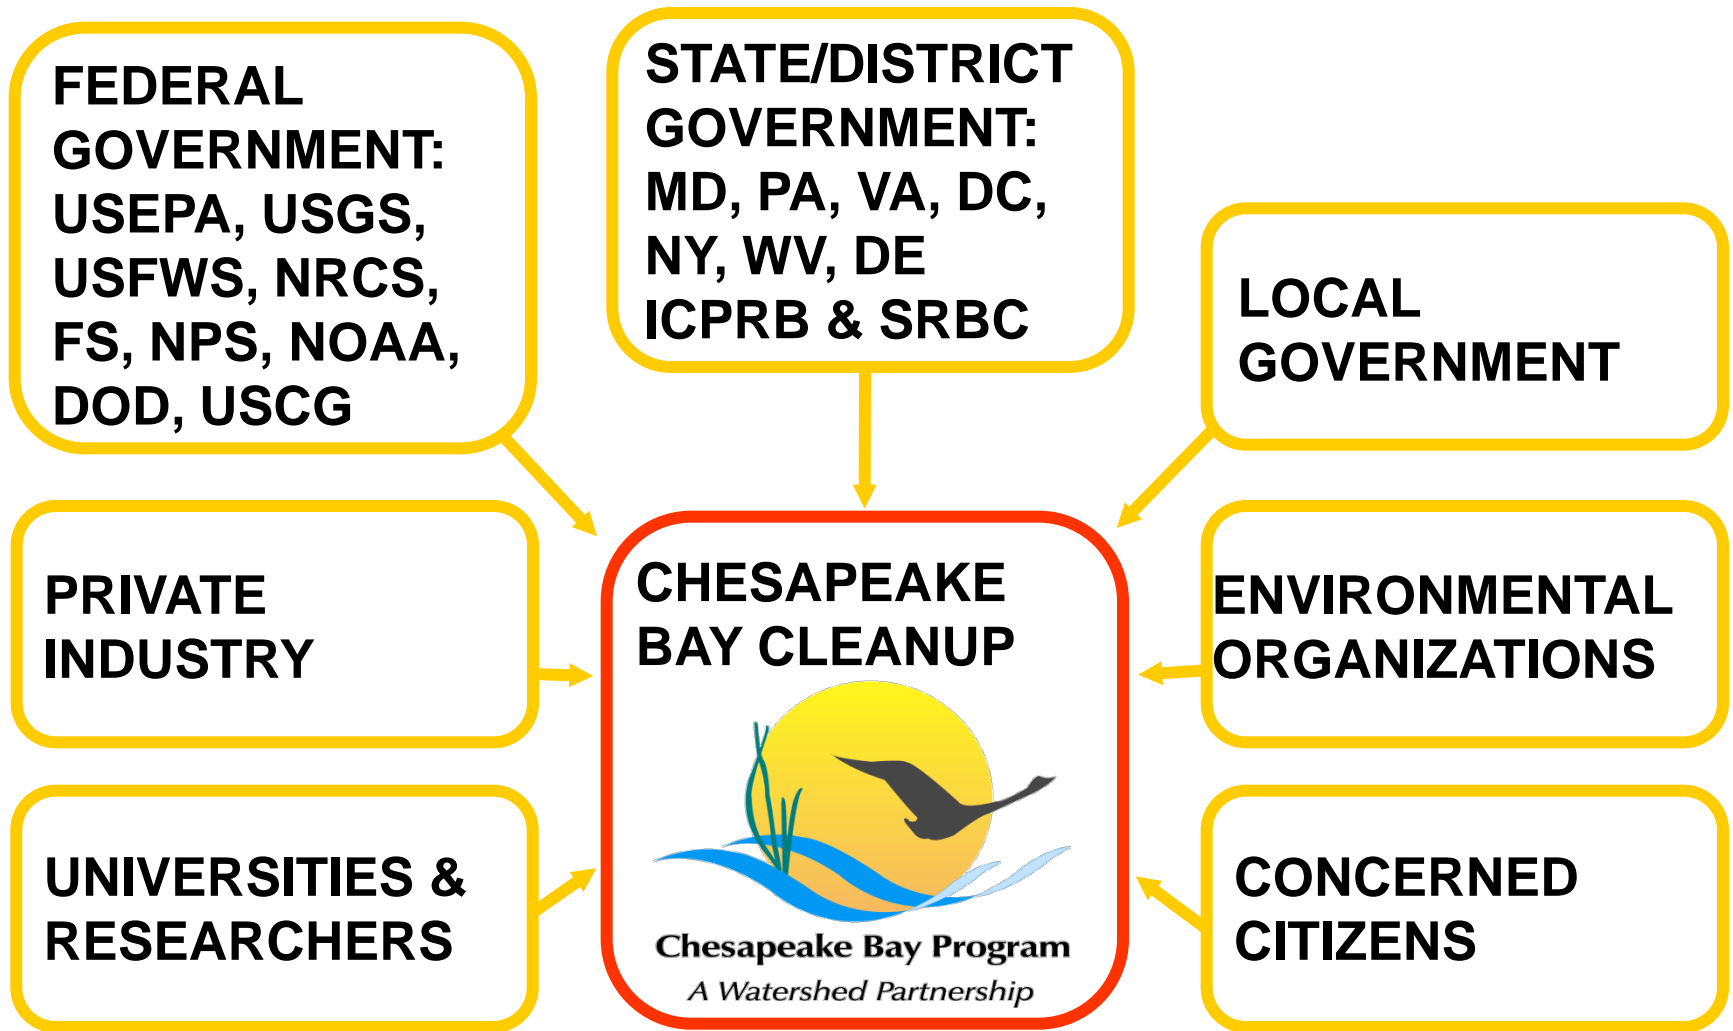 FEDERAL
GOVERNMENT:
USEPA, USGS,
USFWS, NRCS,
FS, NPS, NOAA,
DOD, USCG
STATE/DISTRICT
GOVERNMENT:
MD, PA, VA, DC,
NY, WV, DE
ICPRB & SRBC
LOCAL
GOVERNMENT
PRIVATE
INDUSTRY
CHESAPEAKE
BAY CLEANUP
ENVIRONMENTAL
ORGANIZATIONS
UNIVERSITIES &
RESEARCHERS
Chesapeake Bay Program
A Watershed Partnership
CONCERNED
CITIZENS